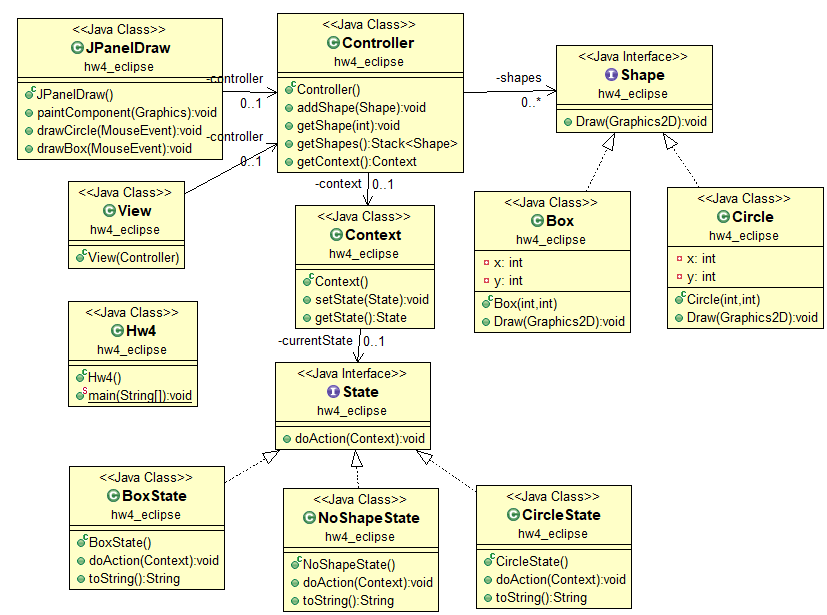 <<Java Class>>
JPanelDraw
hw4_eclipse
JPanelDraw()
paintComponent(Graphics):void
drawCircle(MouseEvent):void
drawBox(MouseEvent):void
-controller
0..1
<<Java Class>>
Controller
hw4_eclipse
Controller()
addShape(Shape):void
getShape(int):void
getShapes():Stack<Shape>
getContext():Context
-shapes
0..*
<<Java Interface>>
Shape
hw4_eclipse
Draw(Graphics2D):void
-controller
0..1
<<Java Class>>
View
hw4_eclipse
View(Controller)
-context
0..1
<<Java Class>>
Context
hw4_eclipse
Context()
setState(State):void
getState():State
<<Java Class>>
Box
hw4_eclipse
x: int
y: int
Box(int,int)
Draw(Graphics2D):void
<<Java Class>>
Circle
hw4_eclipse
x: int
y: int
Circle(int,int)
Draw(Graphics2D):void
<<Java Class>>
Hw4
hw4_eclipse
Hw4()
main(String[]):void
-currentState
0..1
<<Java Interface>>
State
hw4_eclipse
doAction(Context):void
<<Java Class>>
BoxState
hw4_eclipse
BoxState()
doAction(Context):void
toString():String
<<Java Class>>
NoShapeState
hw4_eclipse
NoShapeState()
doAction(Context):void
toString():String
<<Java Class>>
CircleState
hw4_eclipse
CircleState()
doAction(Context):void
toString():String